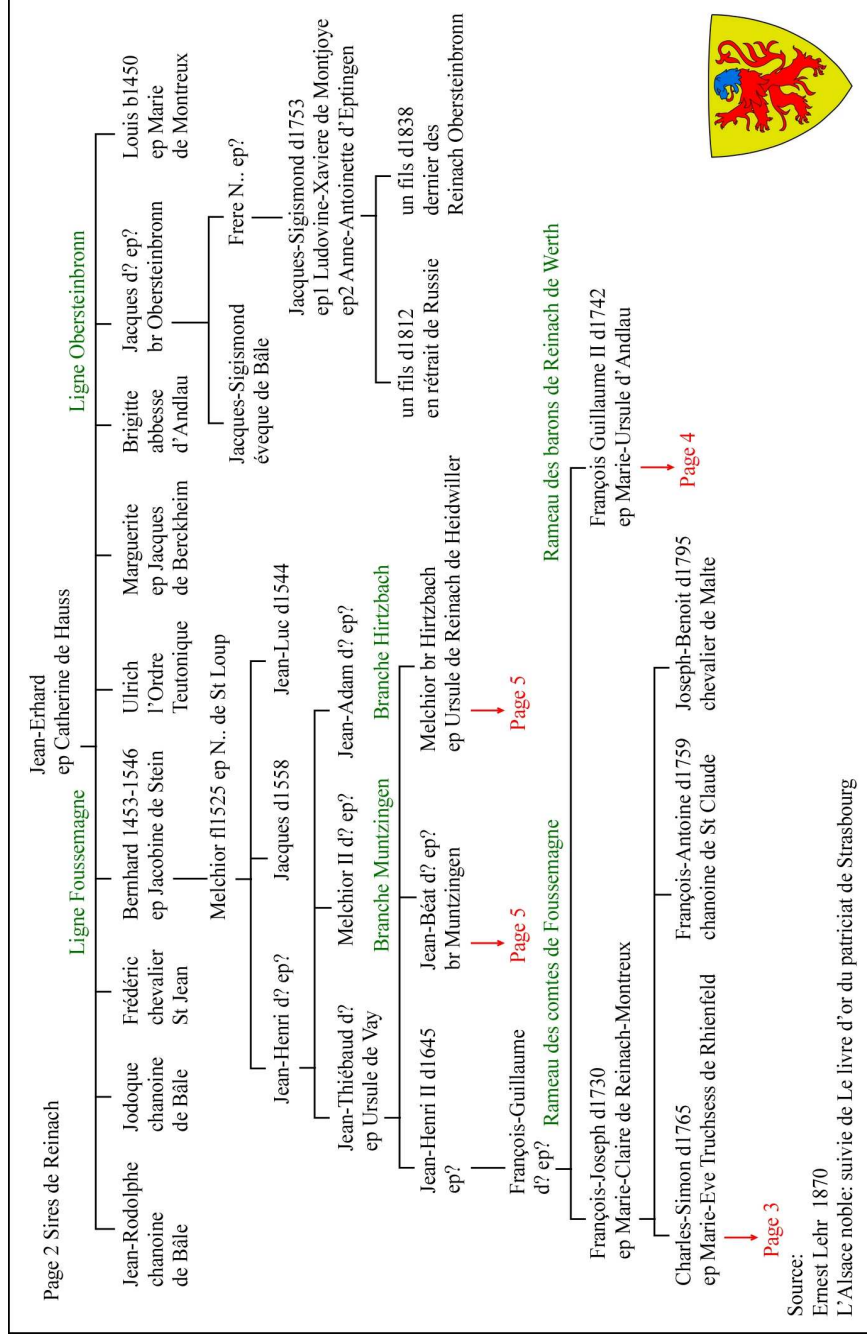 Page 2 Sires de Reinach
Jean-Erhard
ep Catherine de Hauss
Ligne Foussemagne
Ligne Obersteinbronn
Jean-Rodolphe
chanoine
de Bâle
Jodoque
chanoine
de Bâle
Frédéric
chevalier
St Jean
Bernhard 1453-1546
ep Jacobine de Stein
Ulrich
l'Ordre
Teutonique
Marguerite
ep Jacques
de Berckheim
Brigitte
abbesse
d'Andlau
Jacques d? ep?
br Obersteinbronn
Louis b1450
ep Marie
de Montreux
Melchior fl1525 ep N.. de St Loup
Jacques-Sigismond
éveque de Bâle
Frere N.. ep?
Jean-Henri d? ep?
Jacques d1558
Jean-Luc d1544
Jacques-Sigismond d1753
ep1 Ludovine-Xaviere de Montjoye
ep2 Anne-Antoinette d'Eptingen
Jean-Thiébaud d?
ep Ursule de Vay
Melchior II d? ep?
Jean-Adam d? ep?
un fils d1812
en rétrait de Russie
un fils d1838
dernier des
Reinach Obersteinbronn
Branche Muntzingen
Branche Hirtzbach
Jean-Henri II d1645
ep?
Jean-Béat d? ep?
br Muntzingen
Melchior br Hirtzbach
ep Ursule de Reinach de Heidwiller
Page 5
Page 5
François-Guillaume
d? ep?
Rameau des comtes de Foussemagne
Rameau des barons de Reinach de Werth
François-Joseph d1730
ep Marie-Claire de Reinach-Montreux
François Guillaume II d1742
ep Marie-Ursule d'Andlau
Page 4
Charles-Simon d1765
ep Marie-Eve Truchsess de Rhienfeld
François-Antoine d1759
chanoine de St Claude
Joseph-Benoit d1795
chevalier de Malte
Page 3
Source:
Ernest Lehr 1870
L'Alsace noble: suivie de Le livre d'or du patriciat de Strasbourg